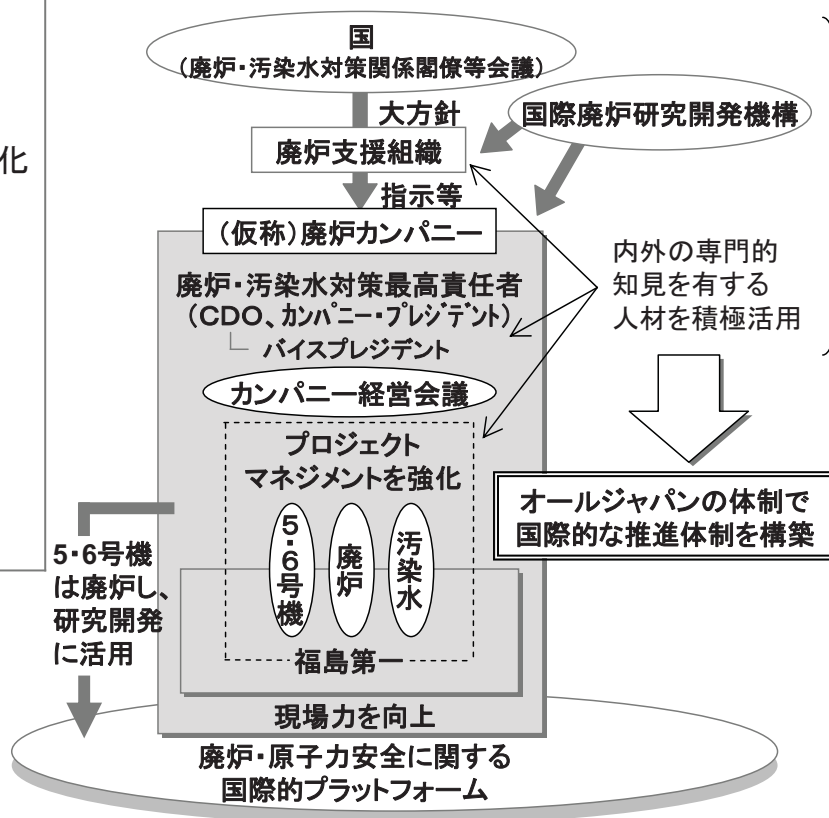 国
(廃炉・汚染水対策関係閣僚等会議)
大方針
国際廃炉研究開発機構
化
廃炉支援組織
指示等
(仮称)廃炉カンパニー
内外の専門的
知見を有する
人材を積極活用
廃炉・汚染水対策最高責任者
(CDO、カンパニー・プレジデント)
バイスプレジデント
カンパニー経営会議
プロジェクト
マネジメントを強化
オールジャパンの体制で
国際的な推進体制を構築
5・6号機
廃炉
汚染水
5・6号機
は廃炉し、
研究開発
に活用
福島第一
現場力を向上
廃炉・原子力安全に関する
国際的プラットフォーム